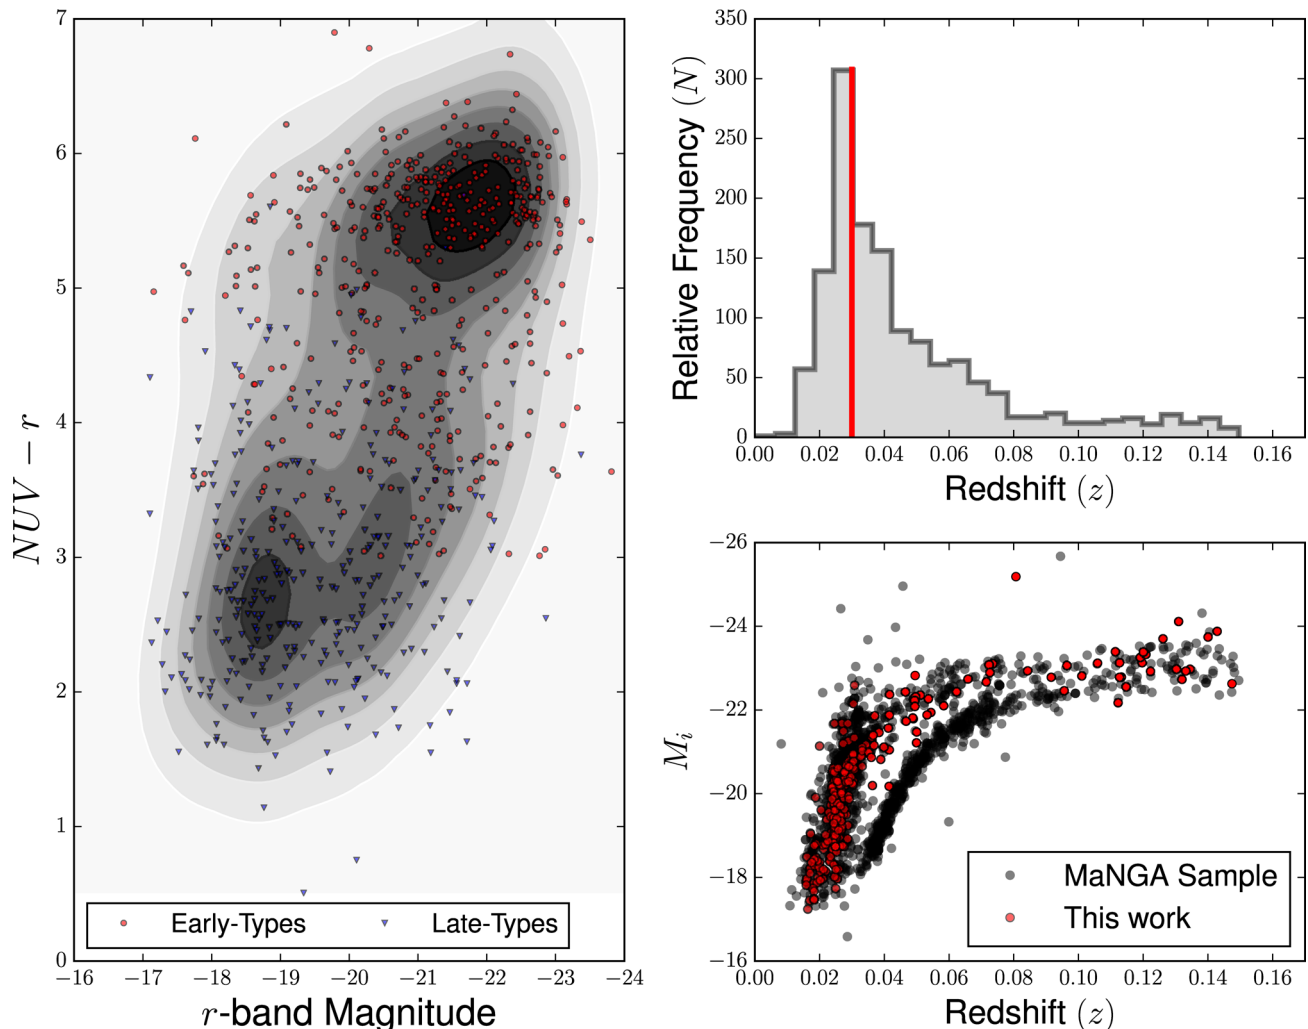 7
6
5
4
3
2
1
0
NUV − r
−16 −17 −18 −19 −20 −21 −22 −23 −24
r-band Magnitude
Early-Types Late-Types
350
300
250
200
150
100
50
0
Relative Frequency (N)
0.00 0.02 0.04 0.06 0.08 0.10 0.12 0.14 0.16
Redshift (z)
−26
−24
−22
−20
−18
−16
M_i
MaNGA Sample
This work
0.00 0.02 0.04 0.06 0.08 0.10 0.12 0.14 0.16
Redshift (z)